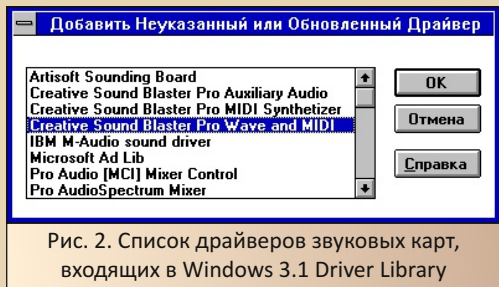 Добавить Неуказанный или Обновленный Драйвер
Artisoft Sounding Board
Creative Sound Blaster Pro Auxiliary Audio
Creative Sound Blaster Pro MIDI Synthetizer
Creative Sound Blaster Pro Wave and MIDI
IBM M-Audio sound driver
Microsoft Ad Lib
Pro Audio [MCI] Mixer Control
Pro AudioSpectrum Mixer
OK
Отмена
Справка
Рис. 2. Список драйверов звуковых карт,
входящих в Windows 3.1 Driver Library